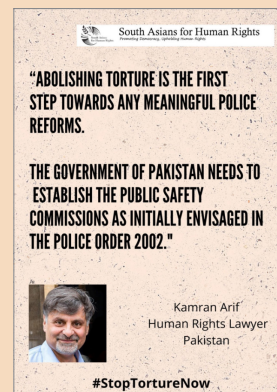 South Asians for Human Rights
Promoting Democracy, Upholding Human Rights
“ABOLISHING TORTURE IS THE FIRST
STEP TOWARDS ANY MEANINGFUL POLICE
REFORMS.
THE GOVERNMENT OF PAKISTAN NEEDS TO
ESTABLISH THE PUBLIC SAFETY
COMMISSIONS AS INITIALLY ENVISAGED IN
THE POLICE ORDER 2002."
Kamran Arif
Human Rights Lawyer
Pakistan
#StopTortureNow